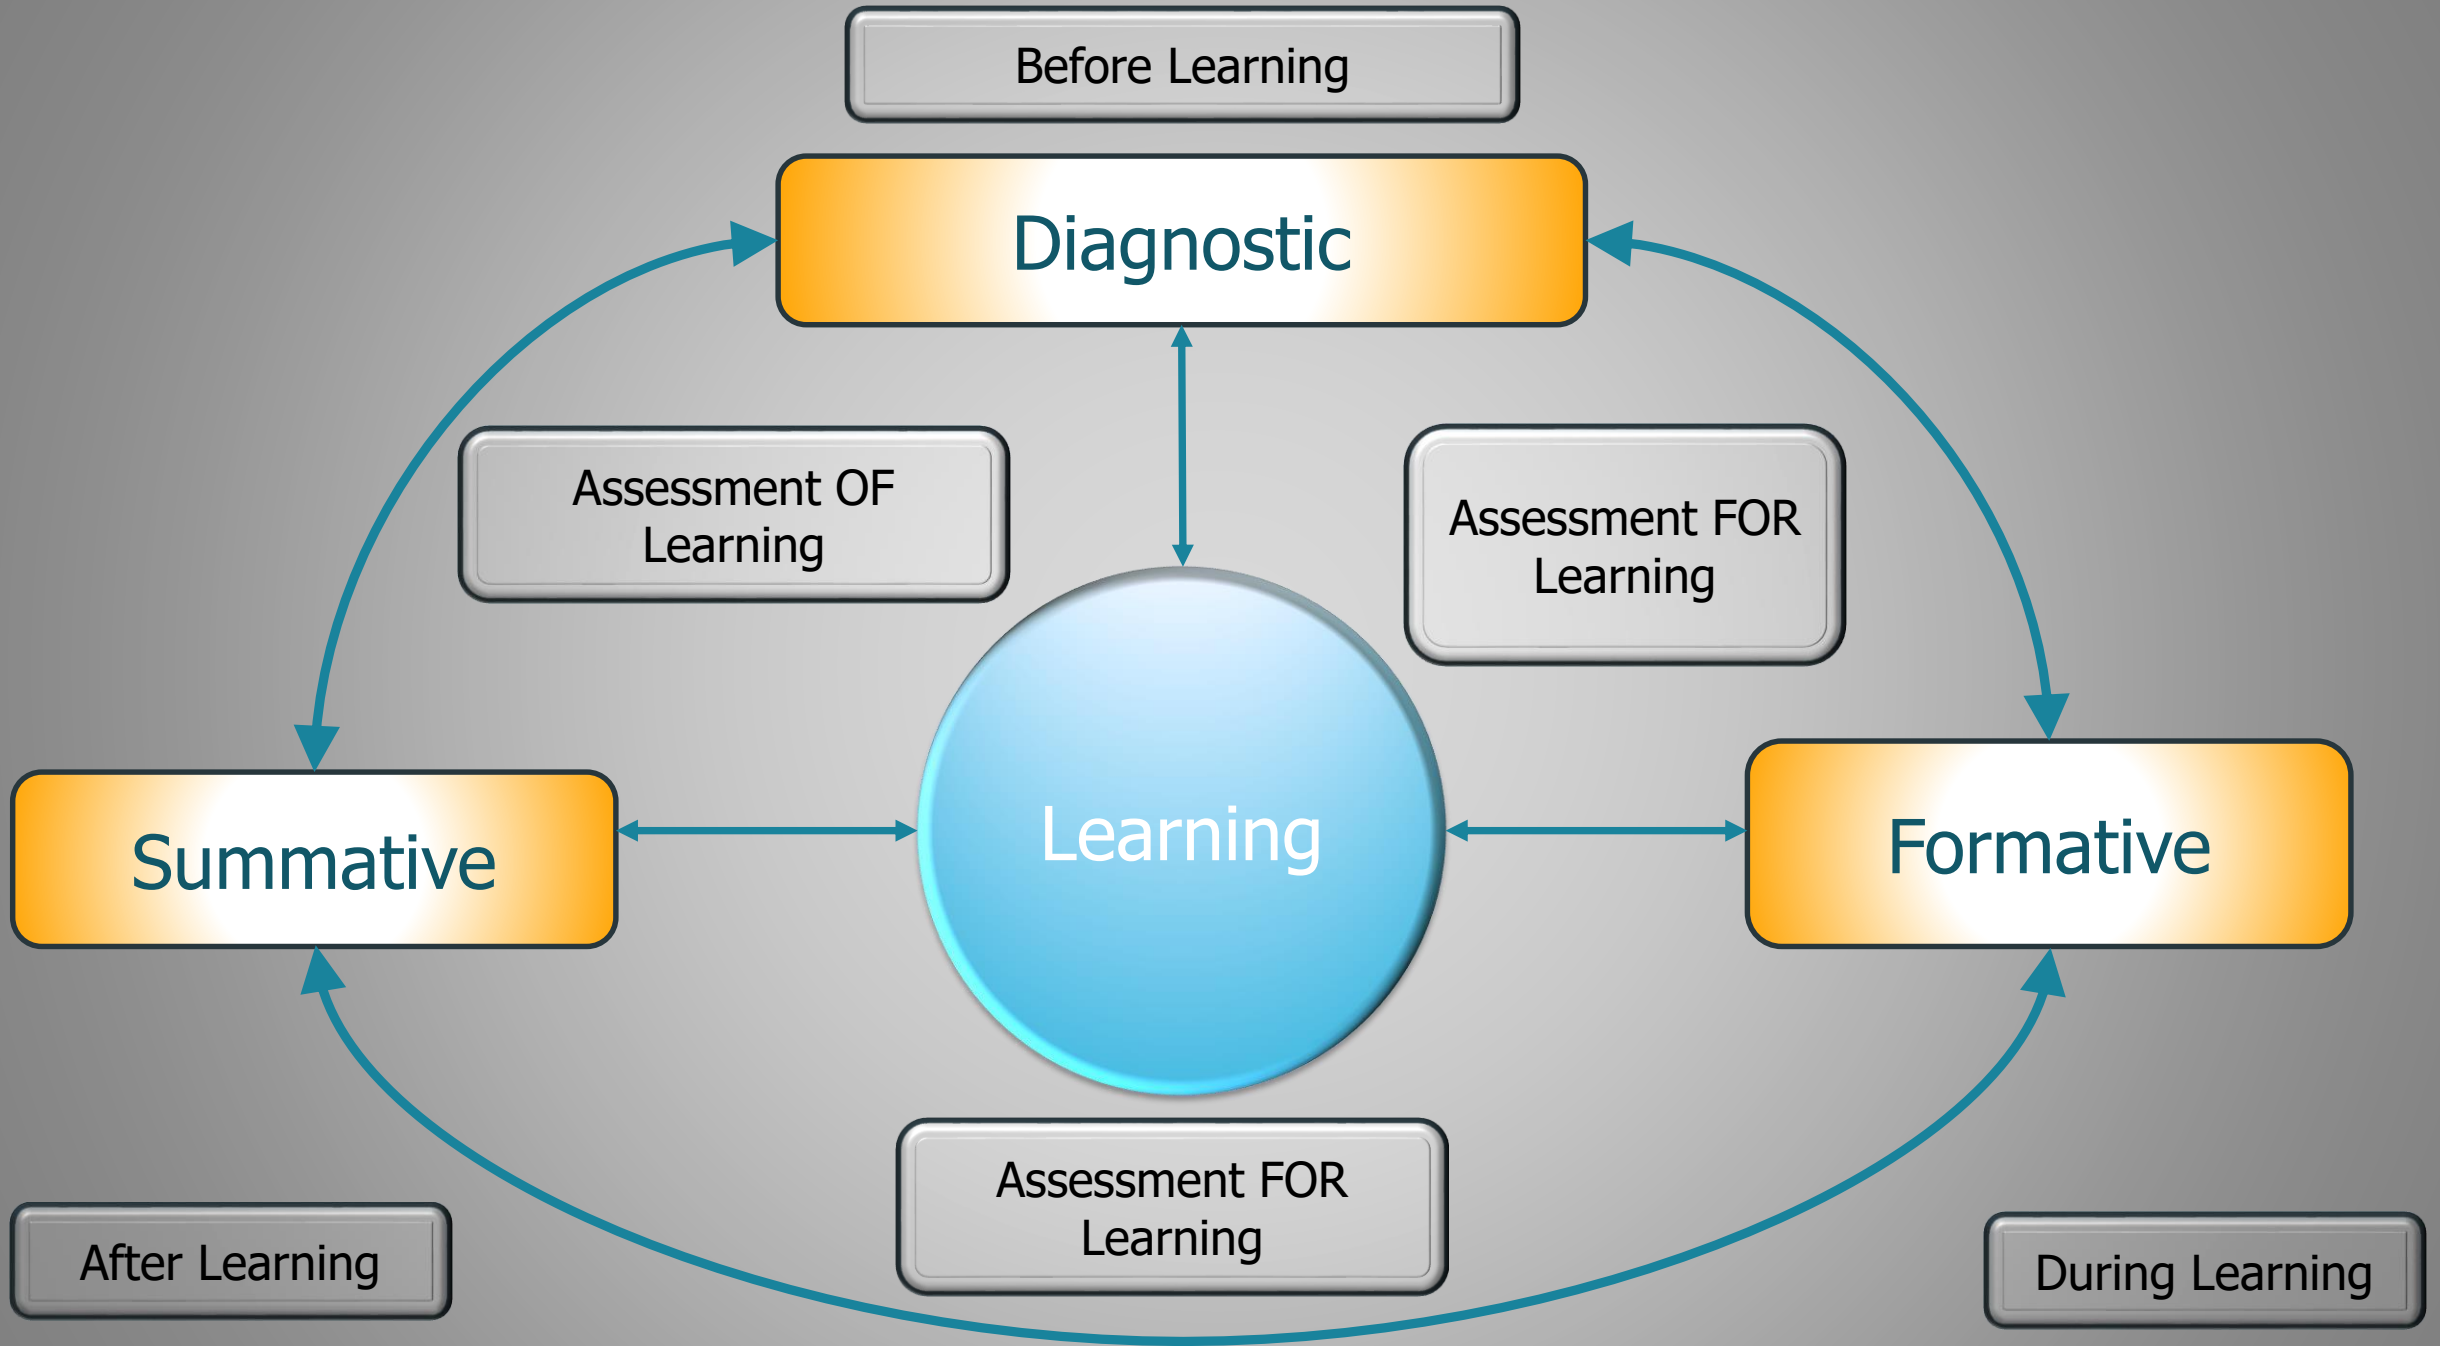 Before Learning
Diagnostic
Assessment OF
Learning
Assessment FOR
Learning
Summative
Learning
Formative
Assessment FOR
Learning
After Learning
During Learning